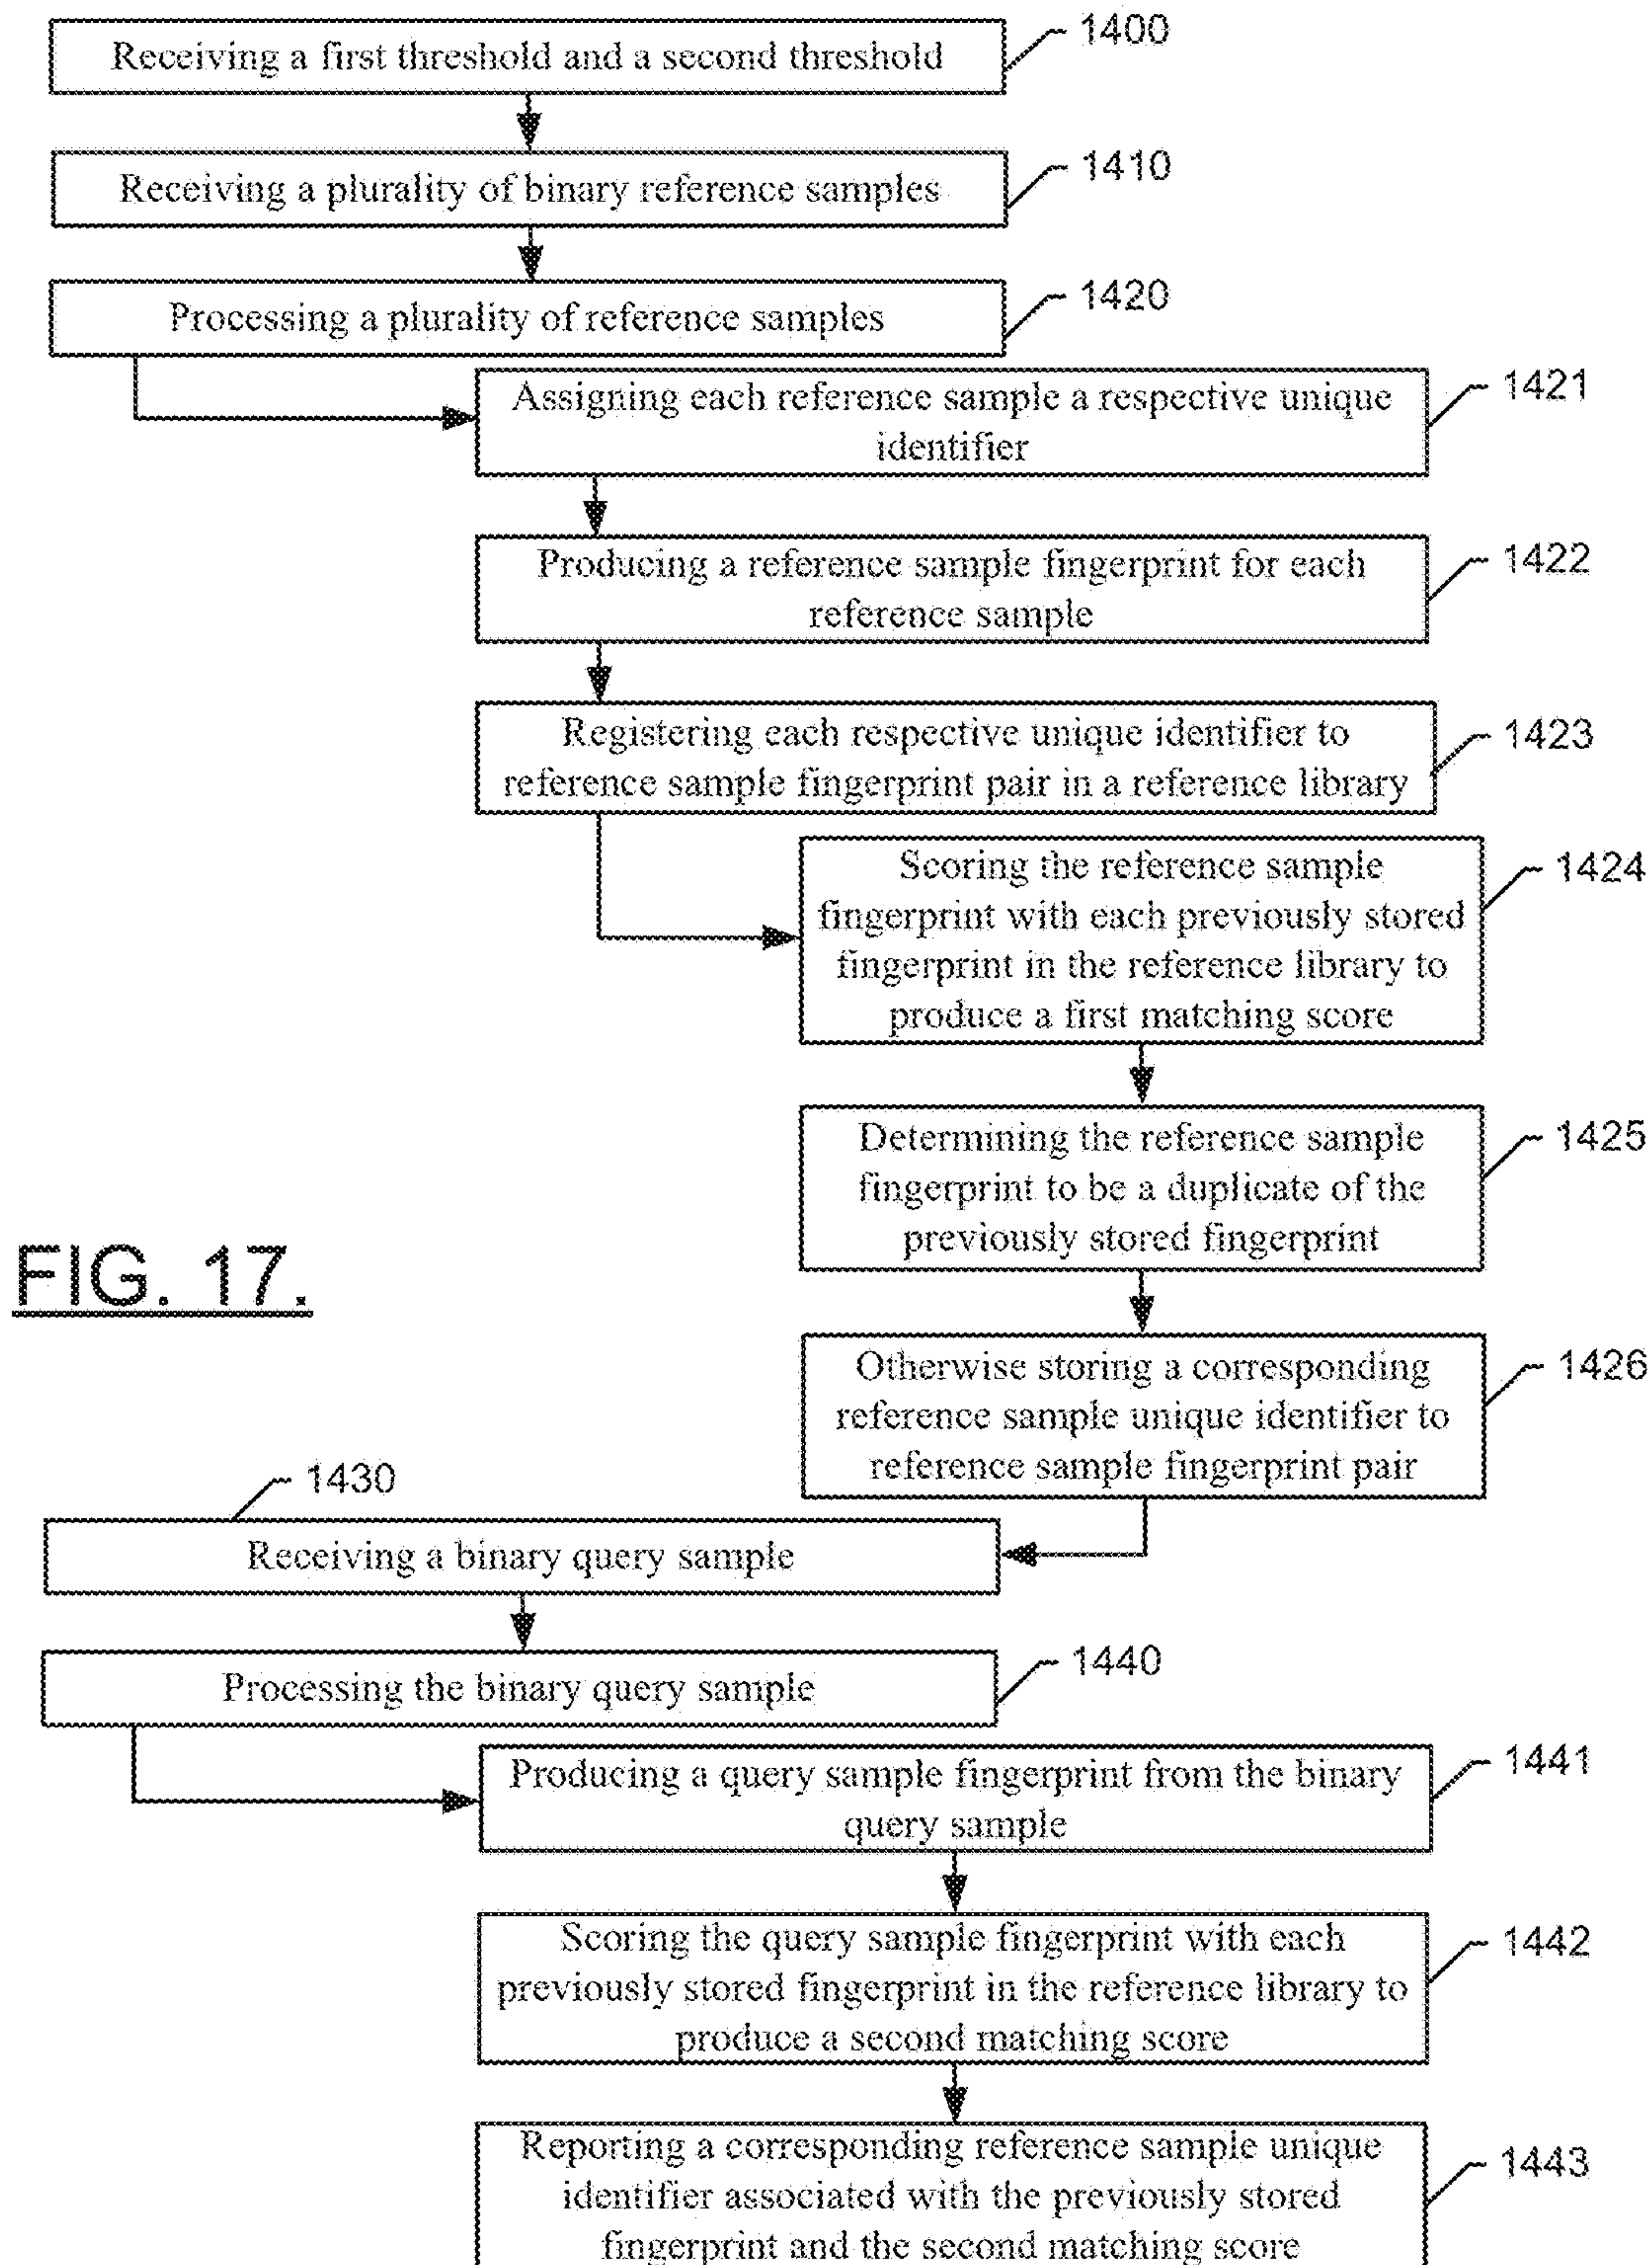 Receiving a first threshold and a second threshold
1400
Receiving a plurality of binary reference samples
1410
Processing a plurality of reference samples
1420
Assigning each reference sample a respective unique
identifier
1421
Producing a reference sample fingerprint for each
reference sample
1422
Registering each respective unique identifier to
reference sample fingerprint pair in a reference library
1423
Scoring the reference sample
fingerprint with each previously stored
fingerprint in the reference library to
produce a first matching score
1424
Determining the reference sample
fingerprint to be a duplicate of the
previously stored fingerprint
1425
FIG. 17.
Otherwise storing a corresponding
reference sample unique identifier to
reference sample fingerprint pair
1426
1430
Receiving a binary query sample
Processing the binary query sample
1440
Producing a query sample fingerprint from the binary
query sample
1441
Scoring the query sample fingerprint with each
previously stored fingerprint in the reference library to
produce a second matching score
1442
Reporting a corresponding reference sample unique
identifier associated with the previously stored
fingerprint and the second matching score
1443